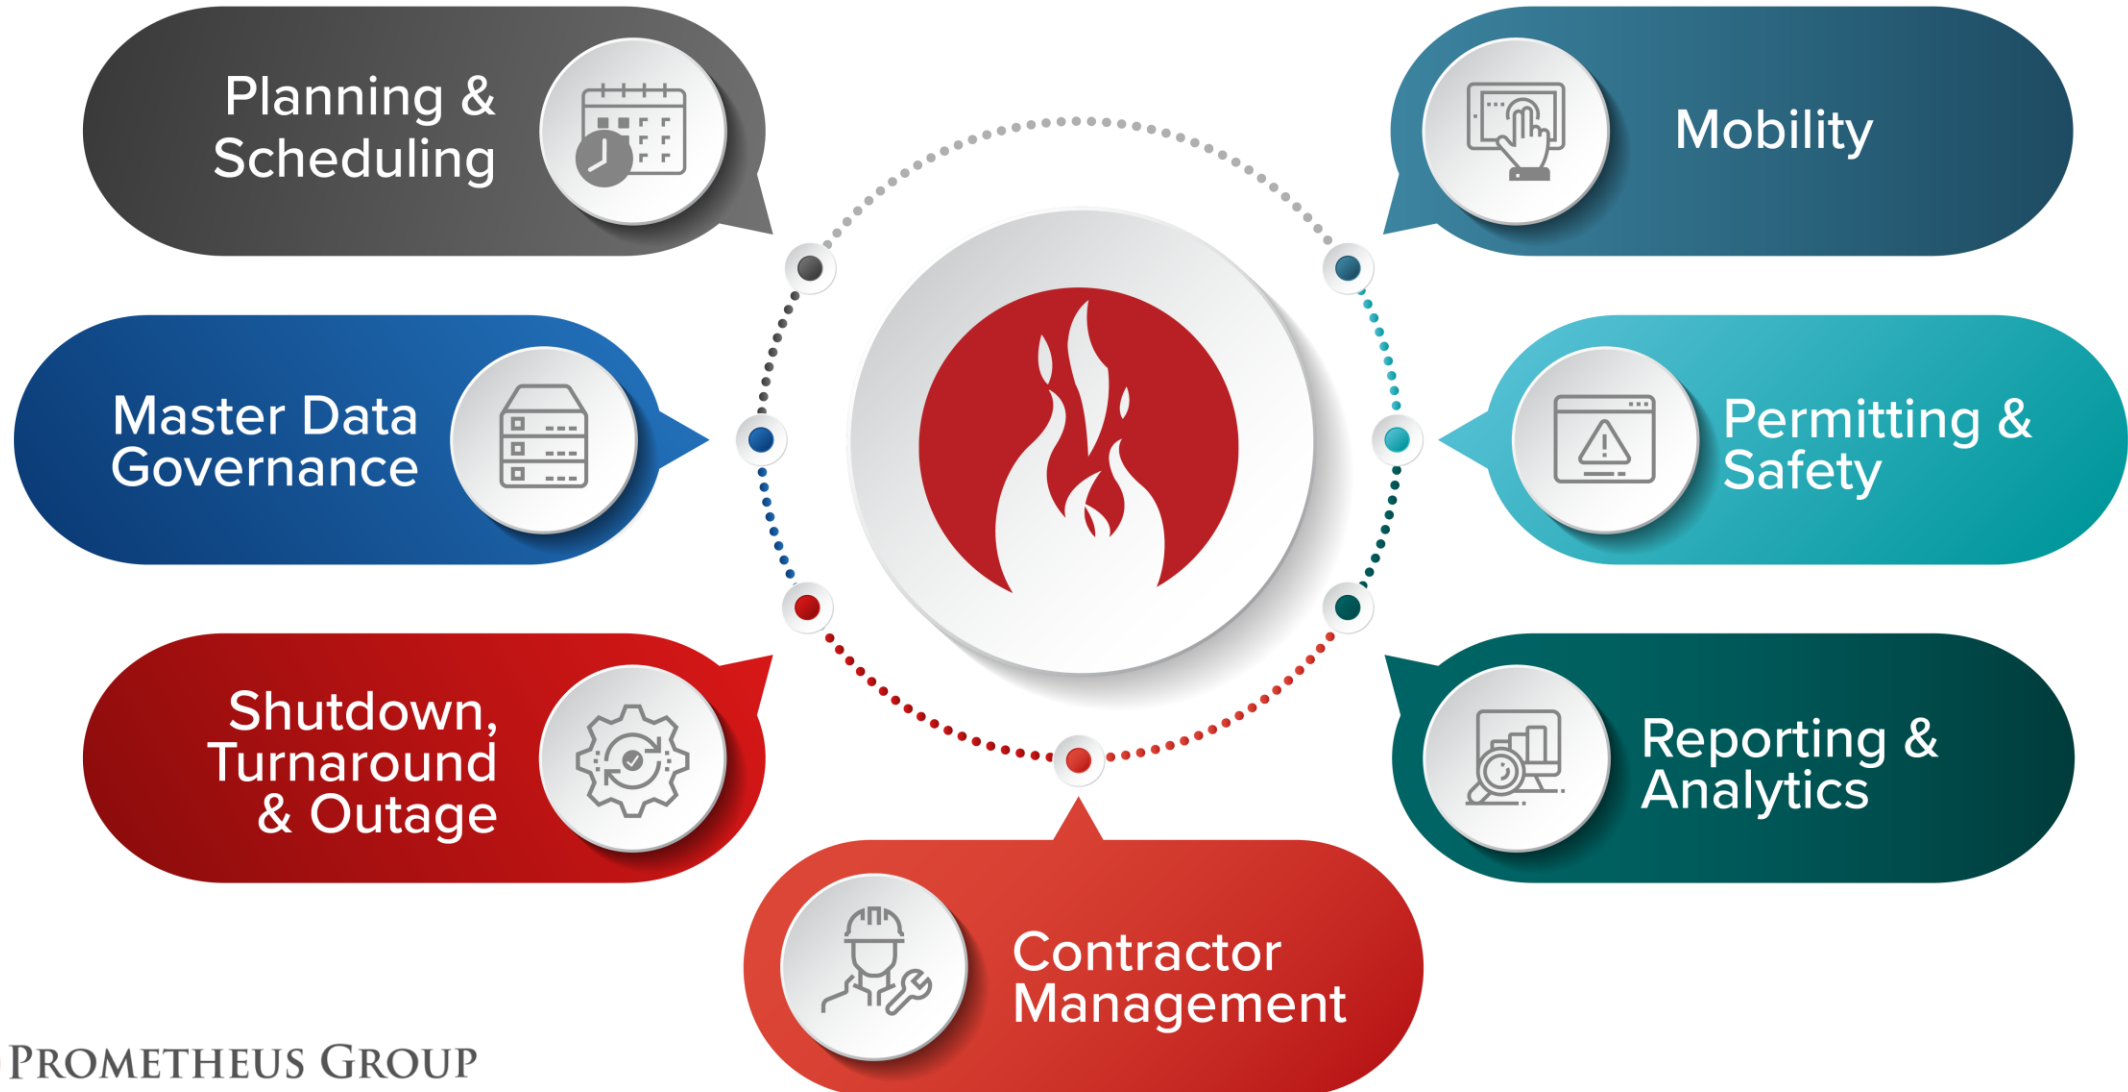 Planning &
Scheduling
Mobility
Master Data
Governance
Permitting &
Safety
Shutdown,
Turnaround
& Outage
Reporting &
Analytics
Contractor
Management
PROMETHEUS GROUP